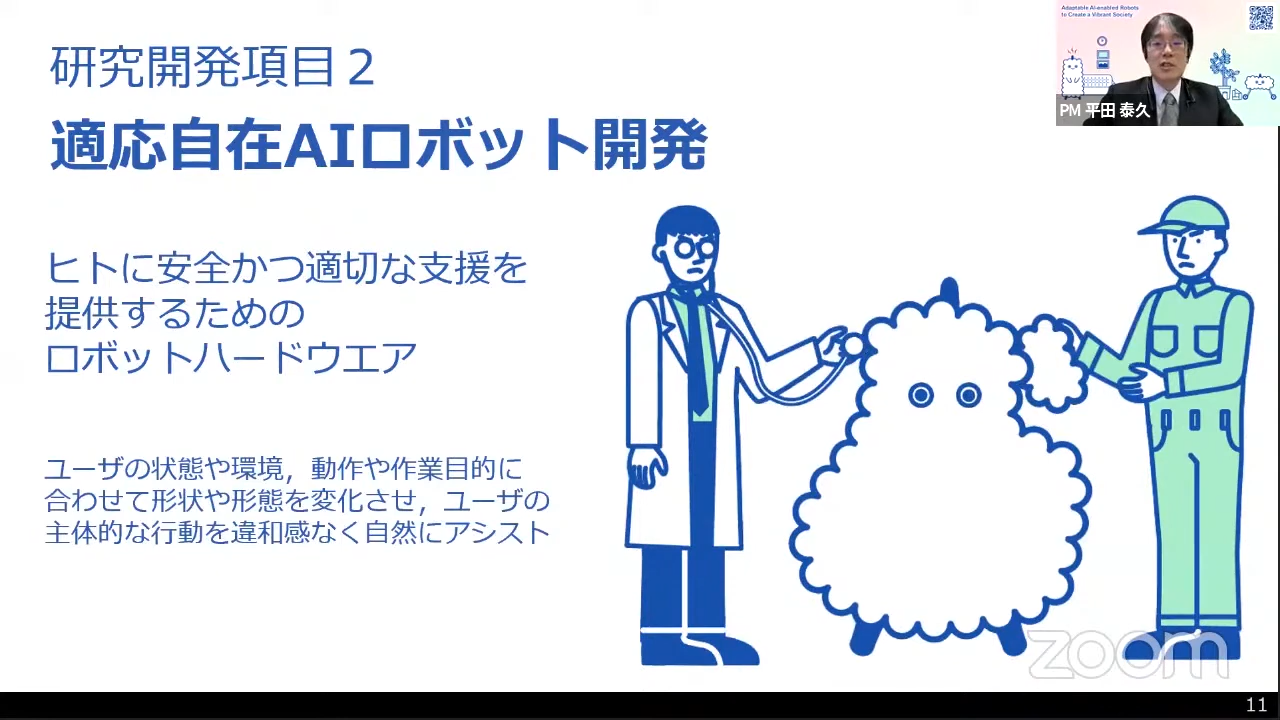 研究開発項目２
適応自在AIロボット開発
ヒトに安全かつ適切な支援を
提供するための
ロボットハードウエア
ユーザの状態や環境，動作や作業目的に
合わせて形状や形態を変化させ，ユーザの
主体的な行動を違和感なく自然にアシスト
Adaptable AI-enabled Robots
to Create a Vibrant Society
PM 平田 泰久
zoom
11